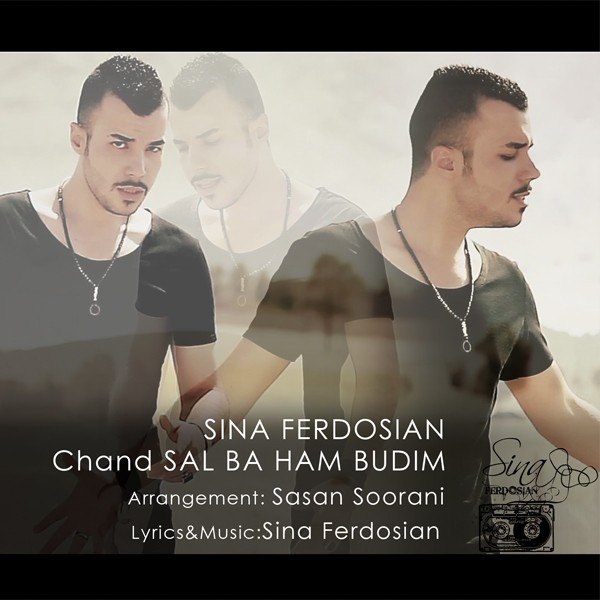 SINA FERDOSIAN
Chand SAL BA HAM BUDIM
Arrangement: Sasan Soorani
Lyrics&Music:Sina Ferdosian
Sina
FERDOSIAN